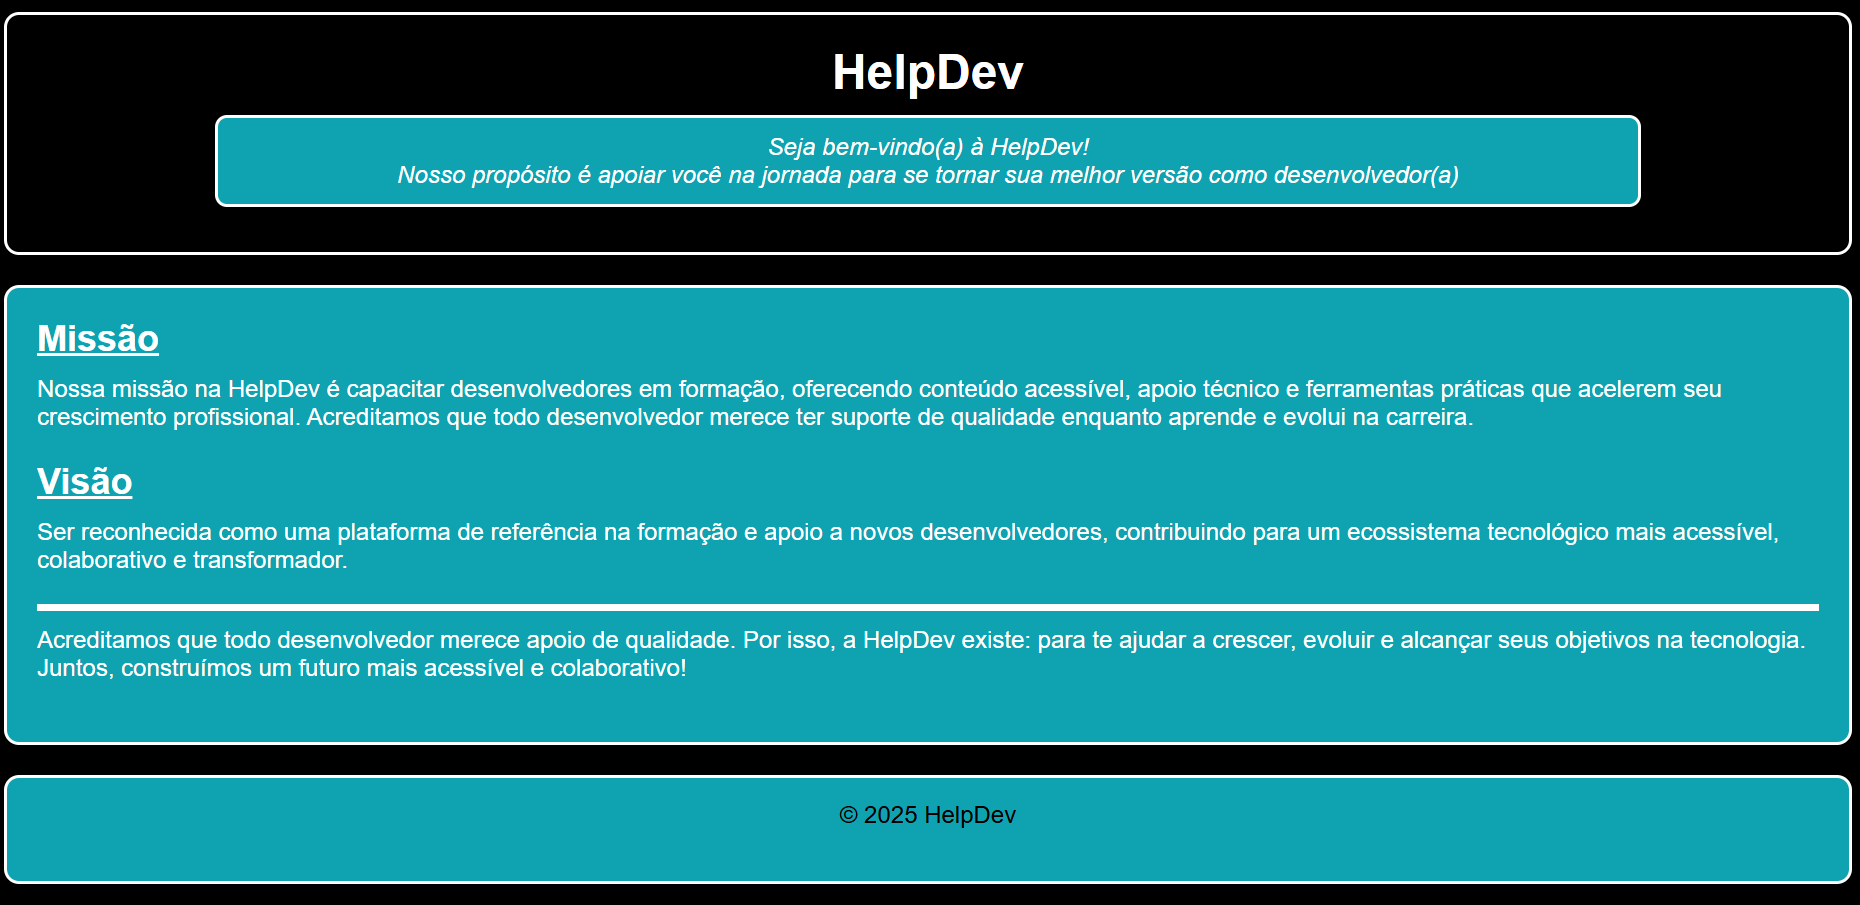 HelpDev
Seja bem-vindo(a) à HelpDev!
Nosso propósito é apoiar você na jornada para se tornar sua melhor versão como desenvolvedor(a)
Missão
Nossa missão na HelpDev é capacitar desenvolvedores em formação, oferecendo conteúdo acessível, apoio técnico e ferramentas práticas que acelerem seu
crescimento profissional. Acreditamos que todo desenvolvedor merece ter suporte de qualidade enquanto aprende e evolui na carreira.
Visão
Ser reconhecida como uma plataforma de referência na formação e apoio a novos desenvolvedores, contribuindo para um ecossistema tecnológico mais acessível,
colaborativo e transformador.
Acreditamos que todo desenvolvedor merece apoio de qualidade. Por isso, a HelpDev existe: para te ajudar a crescer, evoluir e alcançar seus objetivos na tecnologia.
Juntos, construímos um futuro mais acessível e colaborativo!
© 2025 HelpDev